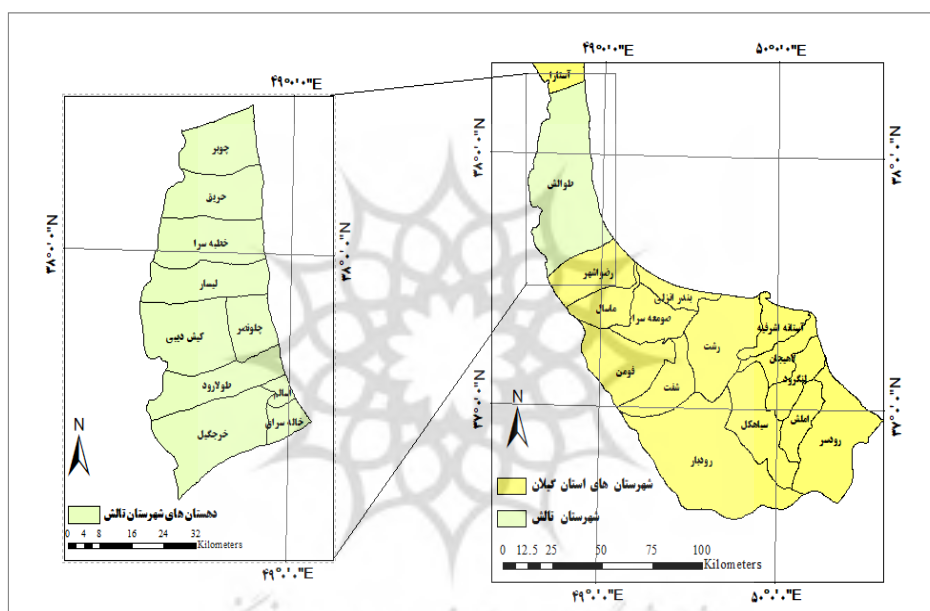 ۴۹°۰'۰"E
۵۰°۰'۰"E
۴۹°۰'۰"E
۳۸°۰'۰"N
۳۸°۰'۰"N
۳۷°۰'۰"N
۳۷°۰'۰"N
آستارا
طوالش
رضوانشهر
ماسال
بندر انزلی
صومعه سرا
رشت
آستانه اشرفیه
لاهیجان
لنگرود
فومن
شفت
سیاهکل
املش
رودسر
رودبار
N
شهرستان های استان گیلان
شهرستان تالش
0 12.5 25 50 75 100
Kilometers
۴۹°۰'۰"E
۵۰°۰'۰"E
۳۸°۰'۰"N
۳۸°۰'۰"N
چوبر
حریق
خطبه سرا
لیسار
کیش دیبی
جلونصر
طولارود
اسالم
خاله سرای
خرجگیل
N
دهستان های شهرستان تالش
0 4 8 16 24 32
Kilometers
۴۹°۰'۰"E